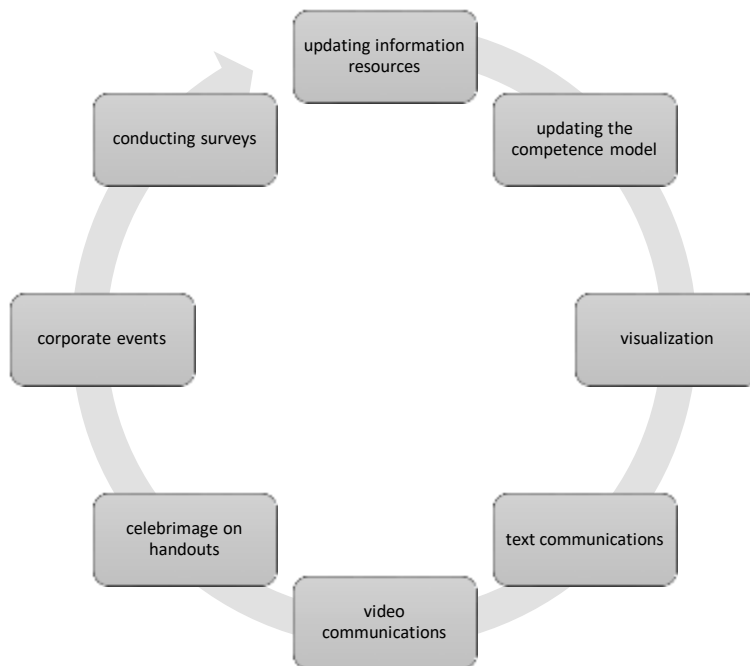 updating information
resources
updating the
competence model
visualization
text communications
video
communications
celebrimage on
handouts
corporate events
conducting surveys